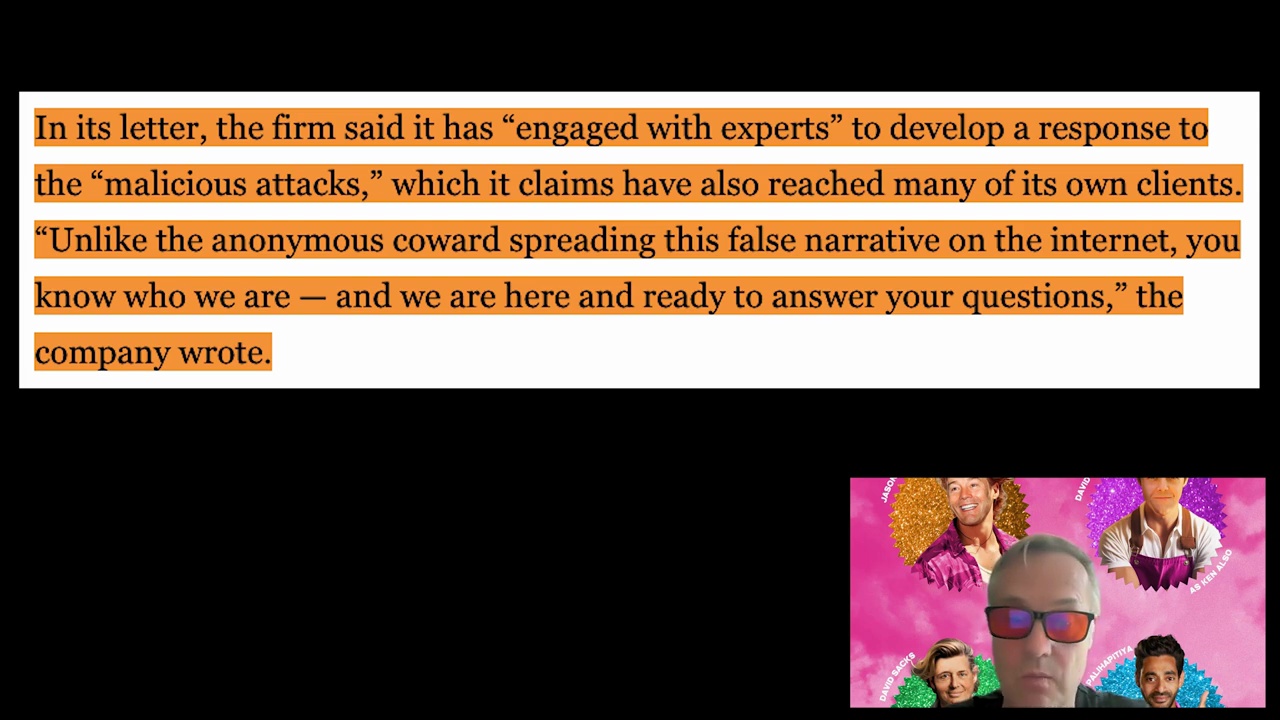 In its letter, the firm said it has “engaged with experts” to develop a response to
the “malicious attacks,” which it claims have also reached many of its own clients.
“Unlike the anonymous coward spreading this false narrative on the internet, you
know who we are — and we are here and ready to answer your questions,” the
company wrote.
JASON
DAVID
AS KEN ALSO
DAVID SACKS
PALIHAPITIYA